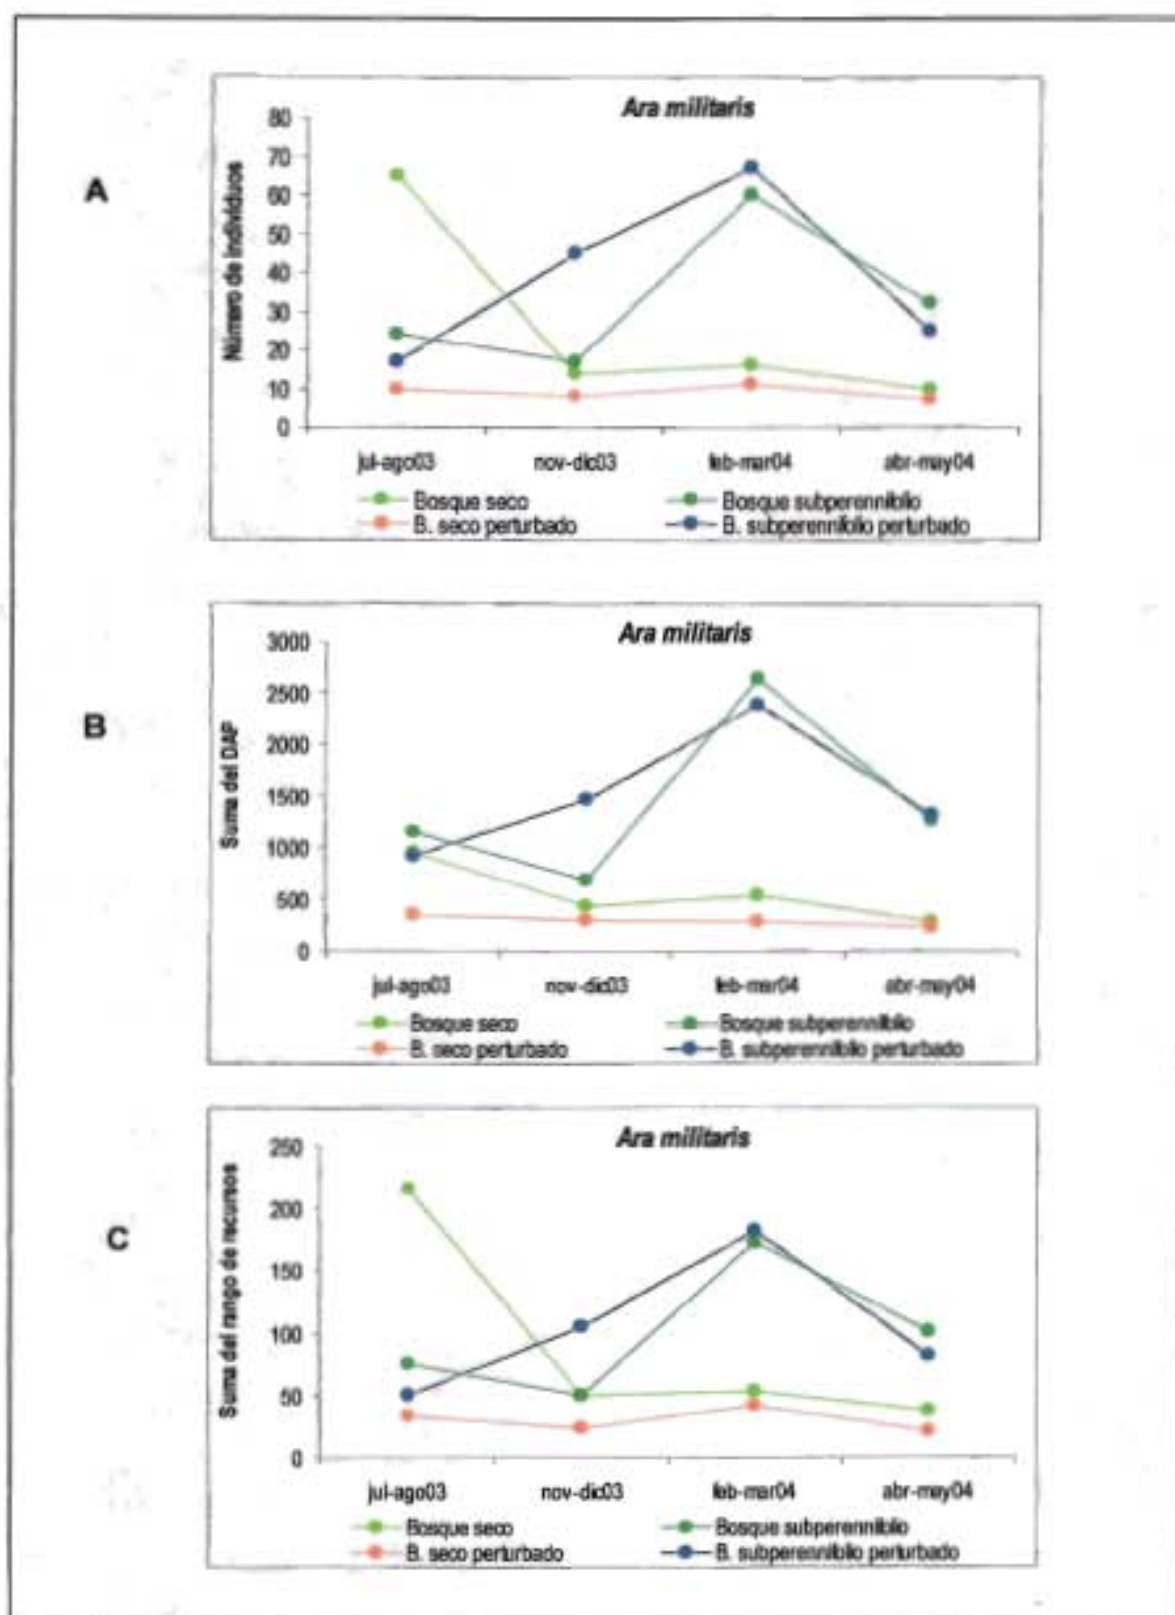 A
Ara militaris
Número de individuos
80
70
60
50
40
30
20
10
0
jul-ago03 nov-dic03 feb-mar04 abr-may04
Bosque seco Bosque subperennifolio
B. seco perturbado B. subperennifolio perturbado
B
Ara militaris
Suma del DAP
3000
2500
2000
1500
1000
500
0
jul-ago03 nov-dic03 feb-mar04 abr-may04
Bosque seco Bosque subperennifolio
B. seco perturbado B. subperennifolio perturbado
C
Ara militaris
Suma del rango de recursos
250
200
150
100
50
0
jul-ago03 nov-dic03 feb-mar04 abr-may04
Bosque seco Bosque subperennifolio
B. seco perturbado B. subperennifolio perturbado